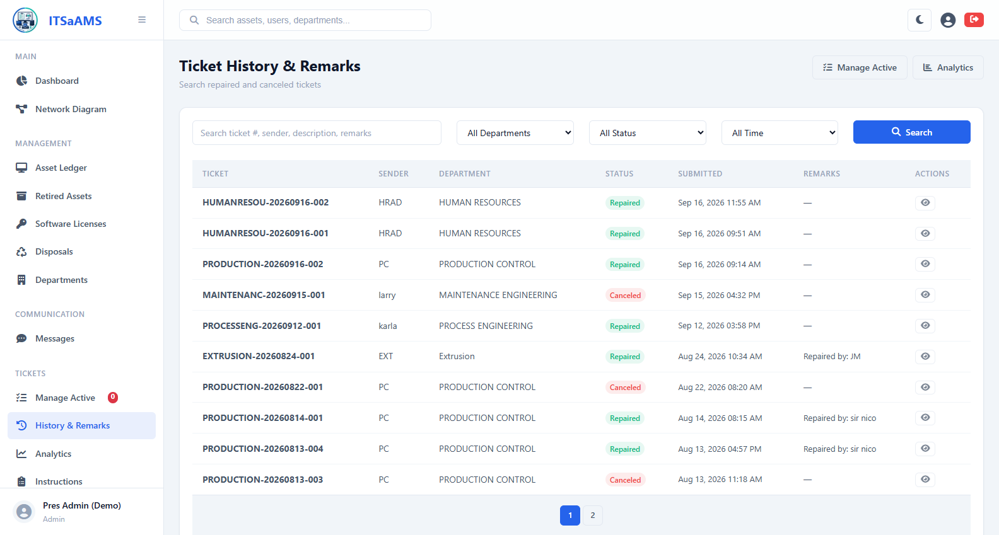 ITSaAMS
Search assets, users, departments...
MAIN
Dashboard
Network Diagram
MANAGEMENT
Asset Ledger
Retired Assets
Software Licenses
Disposals
Departments
COMMUNICATION
Messages
TICKETS
Manage Active 0
History & Remarks
Analytics
Instructions
Pres Admin (Demo)
Admin
Ticket History & Remarks
Search repaired and canceled tickets
Manage Active
Analytics
Search ticket #, sender, description, remarks
All Departments
All Status
All Time
Search
TICKET SENDER DEPARTMENT STATUS SUBMITTED REMARKS ACTIONS
HUMANRESOU-20260916-002 HRAD HUMAN RESOURCES Repaired Sep 16, 2026 11:55 AM —
HUMANRESOU-20260916-001 HRAD HUMAN RESOURCES Repaired Sep 16, 2026 09:51 AM —
PRODUCTION-20260916-002 PC PRODUCTION CONTROL Repaired Sep 16, 2026 09:14 AM —
MAINTENANC-20260915-001 larry MAINTENANCE ENGINEERING Canceled Sep 15, 2026 04:32 PM —
PROCESSENG-20260912-001 karla PROCESS ENGINEERING Repaired Sep 12, 2026 03:58 PM —
EXTRUSION-20260824-001 EXT Extrusion Repaired Aug 24, 2026 10:34 AM Repaired by: JM
PRODUCTION-20260822-001 PC PRODUCTION CONTROL Canceled Aug 22, 2026 08:20 AM —
PRODUCTION-20260814-001 PC PRODUCTION CONTROL Repaired Aug 14, 2026 08:15 AM Repaired by: sir nico
PRODUCTION-20260813-004 PC PRODUCTION CONTROL Repaired Aug 13, 2026 04:57 PM Repaired by: sir nico
PRODUCTION-20260813-003 PC PRODUCTION CONTROL Canceled Aug 13, 2026 11:18 AM —
1 2